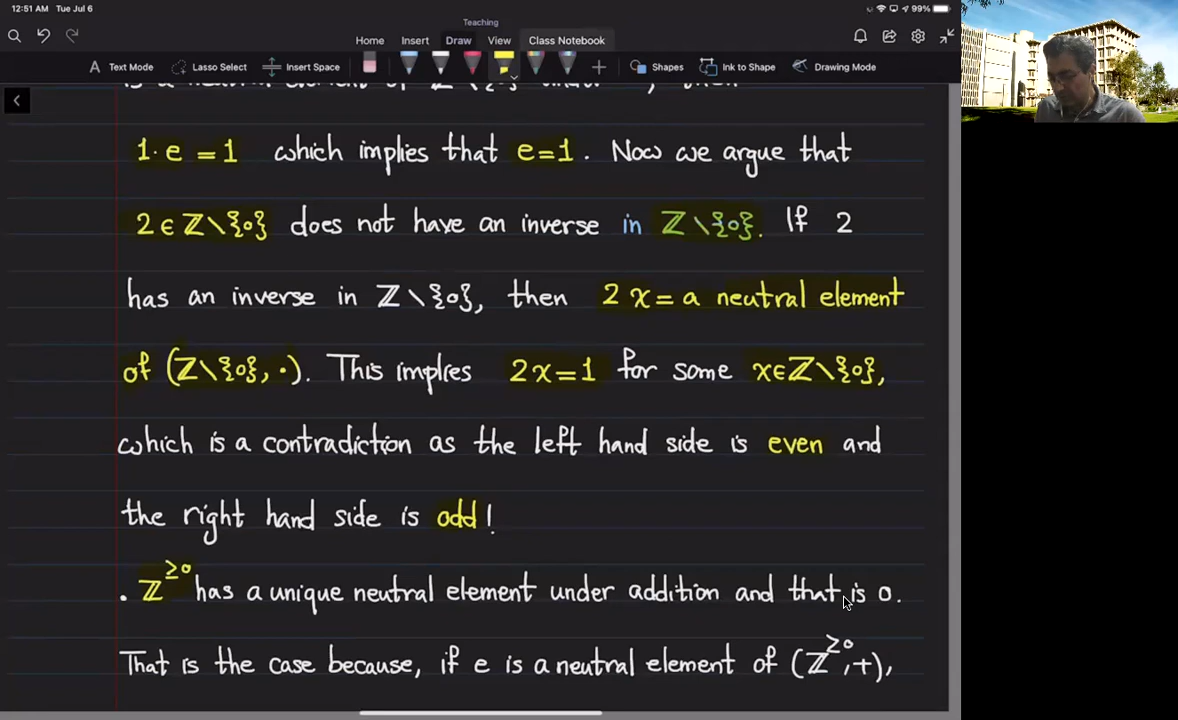 12:51 AM Tue Jul 6
99%
Teaching
Home Insert Draw View Class Notebook
Text Mode Lasso Select Insert Space Shapes Ink to Shape Drawing Mode
1·e = 1 which implies that e=1. Now we argue that
2 ∈ ℤ\{0} does not have an inverse in ℤ\{0}. If 2
has an inverse in ℤ\{0}, then 2x = a neutral element
of (ℤ\{0}, ·). This implies 2x=1 for some x∈ℤ\{0},
which is a contradiction as the left hand side is even and
the right hand side is odd!
. ℤ^≥0 has a unique neutral element under addition and that is 0.
That is the case because, if e is a neutral element of (ℤ^≥0,+),